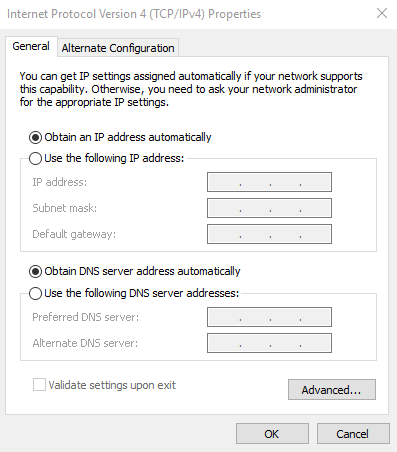 Internet Protocol Version 4 (TCP/IPv4) Properties
General
Alternate Configuration
You can get IP settings assigned automatically if your network supports
this capability. Otherwise, you need to ask your network administrator
for the appropriate IP settings.
Obtain an IP address automatically
Use the following IP address:
IP address:
Subnet mask:
Default gateway:
Obtain DNS server address automatically
Use the following DNS server addresses:
Preferred DNS server:
Alternate DNS server:
Validate settings upon exit
Advanced...
OK
Cancel